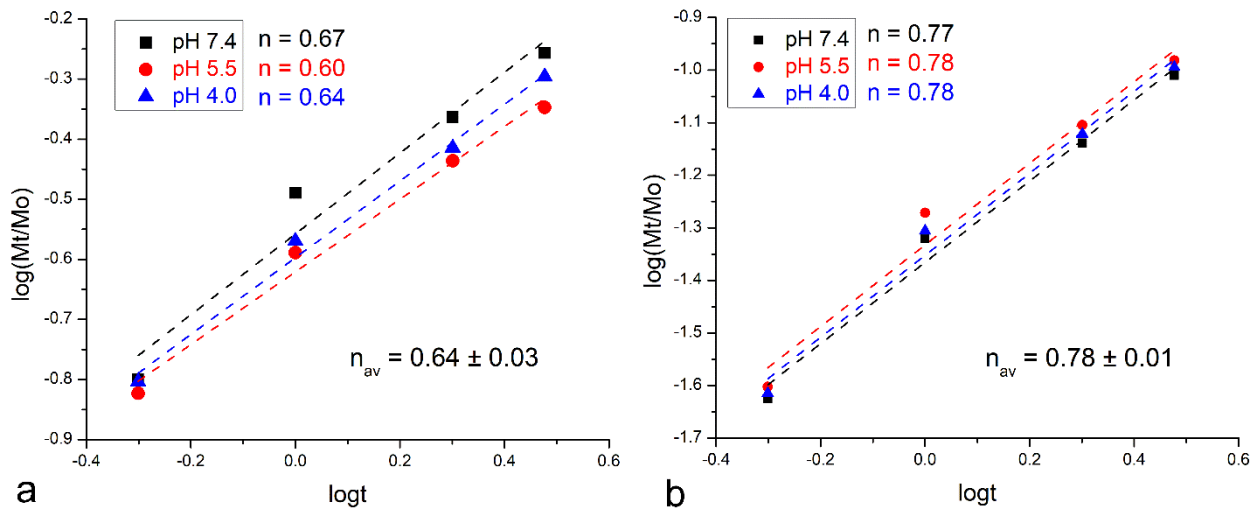 pH 7.4 n = 0.67
pH 5.5 n = 0.60
pH 4.0 n = 0.64
-0.2
-0.3
-0.4
-0.5
-0.6
-0.7
-0.8
-0.9
log(Mt/Mo)
n_av = 0.64 ± 0.03
-0.4 -0.2 0.0 0.2 0.4 0.6
logt
a
pH 7.4 n = 0.77
pH 5.5 n = 0.78
pH 4.0 n = 0.78
-0.9
-1.0
-1.1
-1.2
-1.3
-1.4
-1.5
-1.6
-1.7
log(Mt/Mo)
n_av = 0.78 ± 0.01
-0.4 -0.2 0.0 0.2 0.4 0.6
logt
b